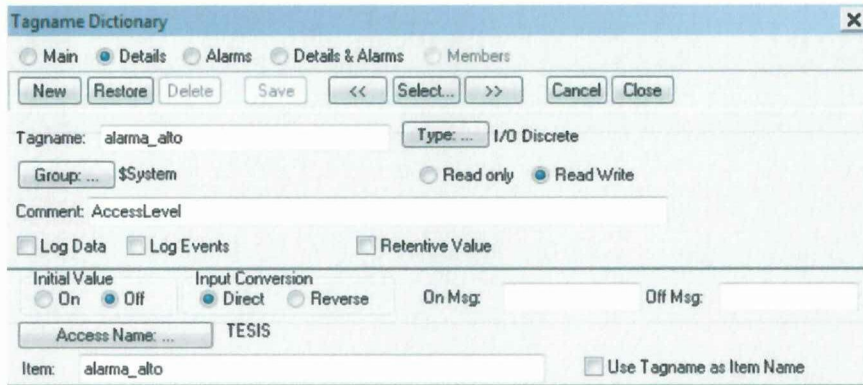 Tagname Dictionary X
Main Details Alarms Details & Alarms Members
New Restore Delete Save << Select... >> Cancel Close
Tagname: alarma_alto Type: ... I/O Discrete
Group: ... $System Read only Read Write
Comment: AccessLevel
Log Data Log Events Retentive Value
Initial Value Input Conversion
On Off Direct Reverse On Msg: Off Msg:
Access Name: ... TESIS
Item: alarma_alto Use Tagname as Item Name